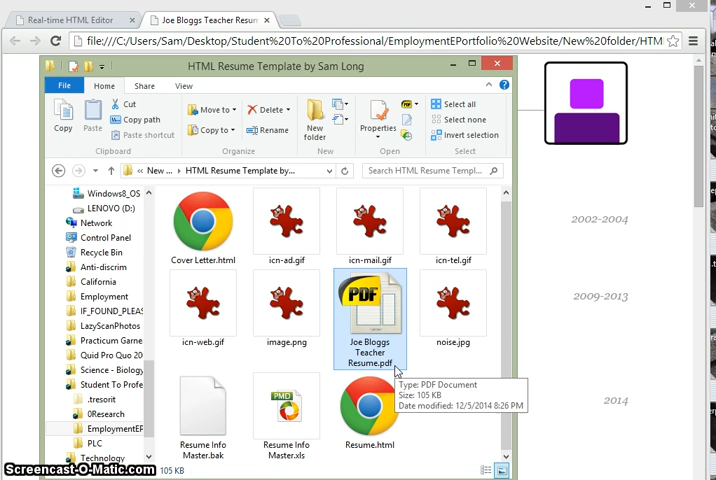 Real-time HTML Editor
Joe Bloggs Teacher Resum
file:///C:/Users/Sam/Desktop/Student%20To%20Professional/EmploymentEPortfolio%20Website/New%20folder/HTM
HTML Resume Template by Sam Long
File Home Share View
Copy
Paste
Cut
Copy path
Paste shortcut
Clipboard
Move to
Copy to
Delete
Rename
Organize
New
folder
New
Properties
Open
Select all
Select none
Invert selection
Select
« New ... HTML Resume Template by...
Search HTML Resume Templ...
Windows8_OS
LENOVO (D:)
Network
Control Panel
Recycle Bin
Anti-discrim
California
Employment
IF_FOUND_PLEAS
LazyScanPhotos
Practicum Garne
Quid Pro Quo 20
Science - Biology
Student To Profe
.tresorit
0Research
EmploymentEP
PLC
Technology
Cover Letter.html
icn-ad.gif
icn-mail.gif
icn-tel.gif
icn-web.gif
image.png
PDF
Joe Bloggs
Teacher
Resume.pdf
noise.jpg
Type: PDF Document
Size: 105 KB
Date modified: 12/5/2014 8:26 PM
Resume Info
Master.bak
PMD
Resume Info
Master.xls
Resume.html
105 KB
2002-2004
2009-2013
2014
Screencast-O-Matic.com